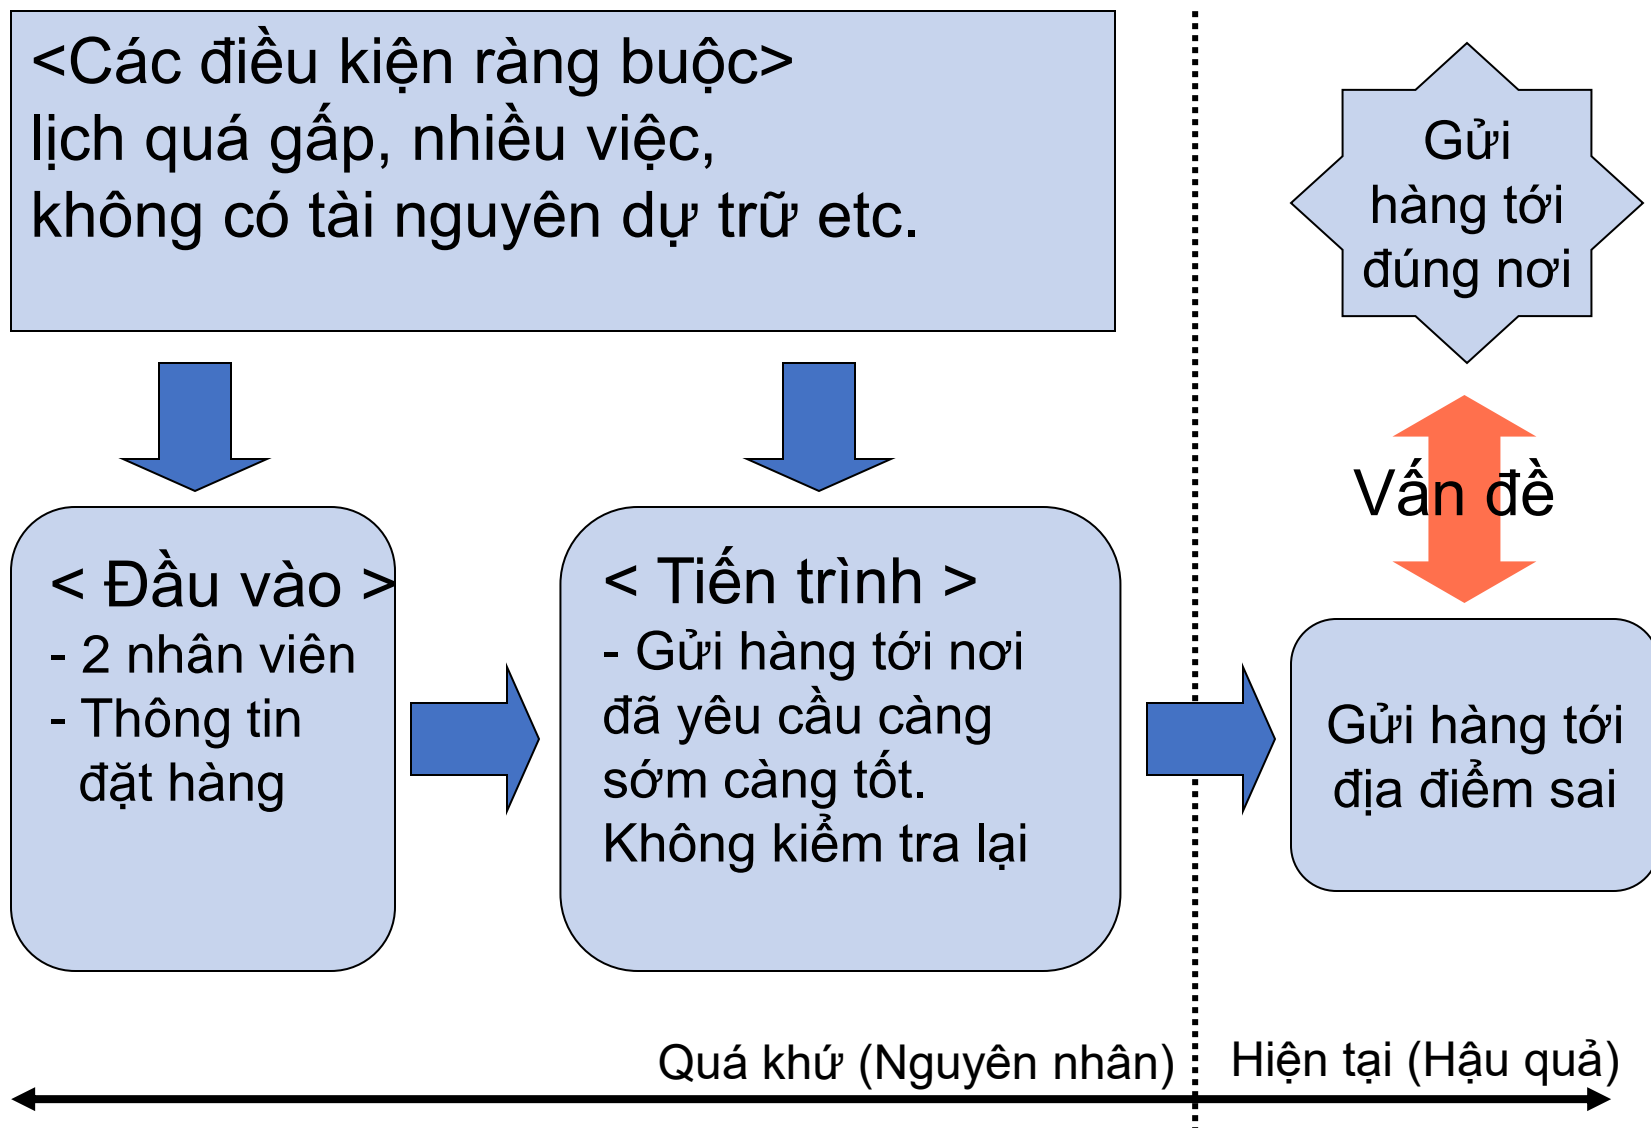 <Các điều kiện ràng buộc>
lịch quá gấp, nhiều việc,
không có tài nguyên dự trữ etc.
Gửi
hàng tới
đúng nơi
Vấn đề
< Đầu vào >
- 2 nhân viên
- Thông tin
đặt hàng
< Tiến trình >
- Gửi hàng tới nơi
đã yêu cầu càng
sớm càng tốt.
Không kiểm tra lại
Gửi hàng tới
địa điểm sai
Quá khứ (Nguyên nhân)
Hiện tại (Hậu quả)